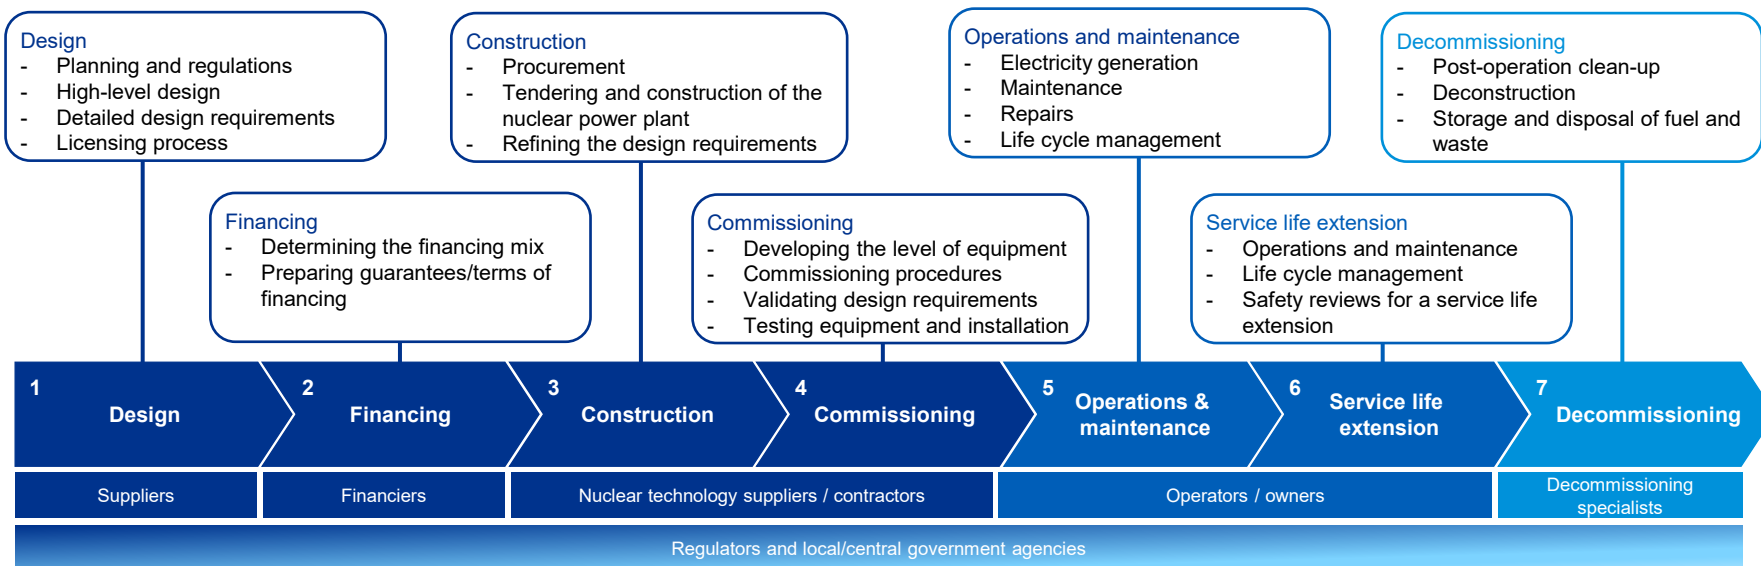 Design
- Planning and regulations
- High-level design
- Detailed design requirements
- Licensing process
Construction
- Procurement
- Tendering and construction of the
nuclear power plant
- Refining the design requirements
Operations and maintenance
- Electricity generation
- Maintenance
- Repairs
- Life cycle management
Decommissioning
- Post-operation clean-up
- Deconstruction
- Storage and disposal of fuel and
waste
Financing
- Determining the financing mix
- Preparing guarantees/terms of
financing
Commissioning
- Developing the level of equipment
- Commissioning procedures
- Validating design requirements
- Testing equipment and installation
Service life extension
- Operations and maintenance
- Life cycle management
- Safety reviews for a service life
extension
1
Design
2
Financing
3
Construction
4
Commissioning
5
Operations &
maintenance
6
Service life
extension
7
Decommissioning
Suppliers
Financiers
Nuclear technology suppliers / contractors
Operators / owners
Decommissioning
specialists
Regulators and local/central government agencies